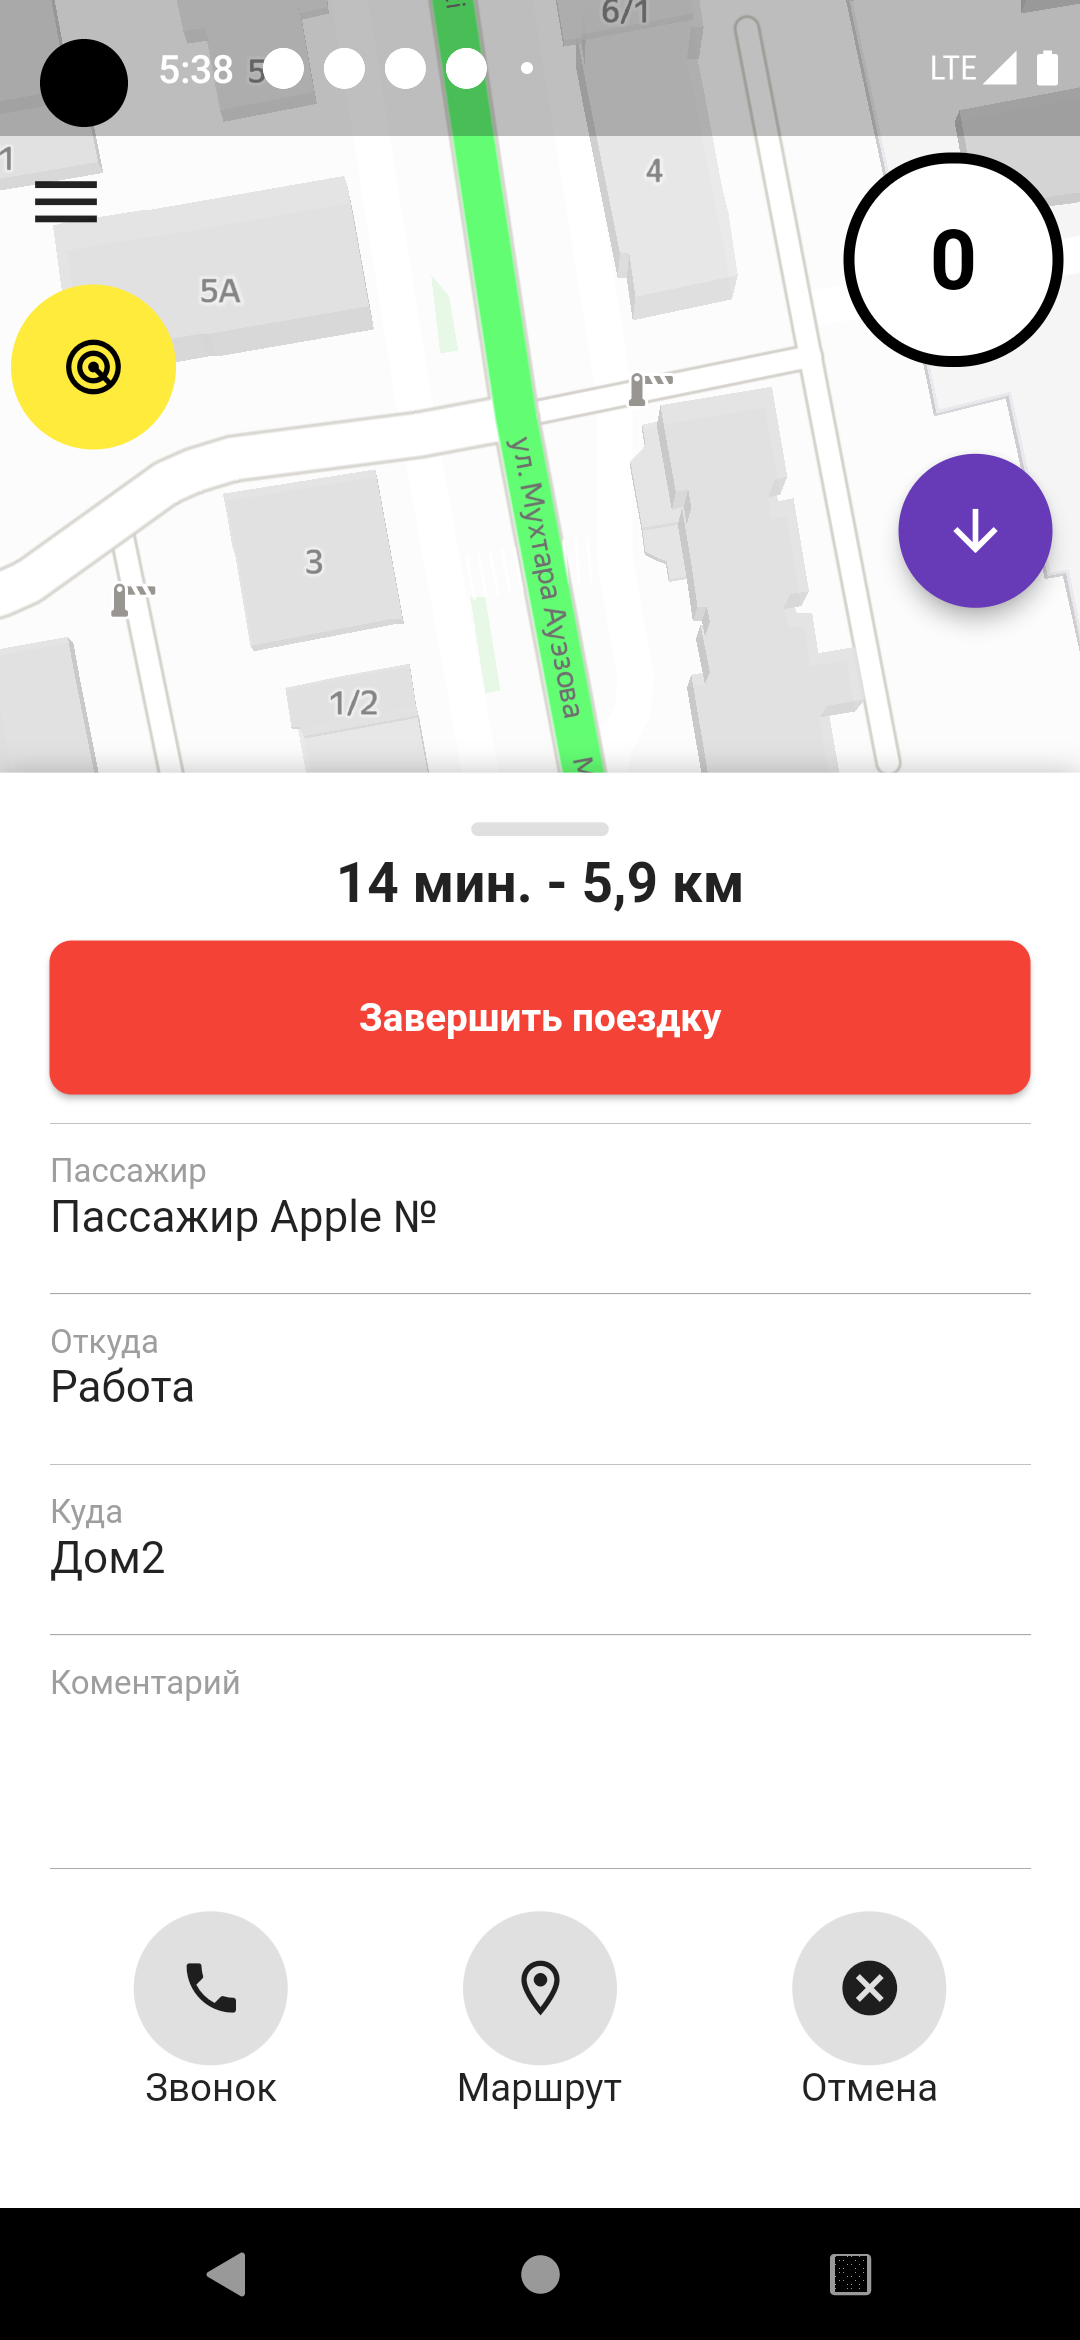 6/1
5:38
5
LTE
1
4
0
5А
ул. Мухтара Ауэзова
3
1/2
14 мин. - 5,9 км
Завершить поездку
Пассажир
Пассажир Apple №
Откуда
Работа
Куда
Дом2
Коментарий
Звонок
Маршрут
Отмена